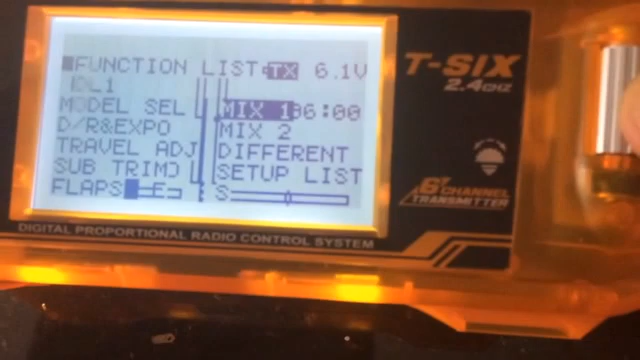 FUNCTION LIST TX 6.1V
MODEL SEL
D/R&EXPO
TRAVEL ADJ
SUB TRIM
FLAPS
MIX 1 36:00
MIX 2
DIFFERENT
SETUP LIST
T-SIX
2.4GHZ
6 CHANNEL
TRANSMITTER
DIGITAL PROPORTIONAL RADIO CONTROL SYSTEM